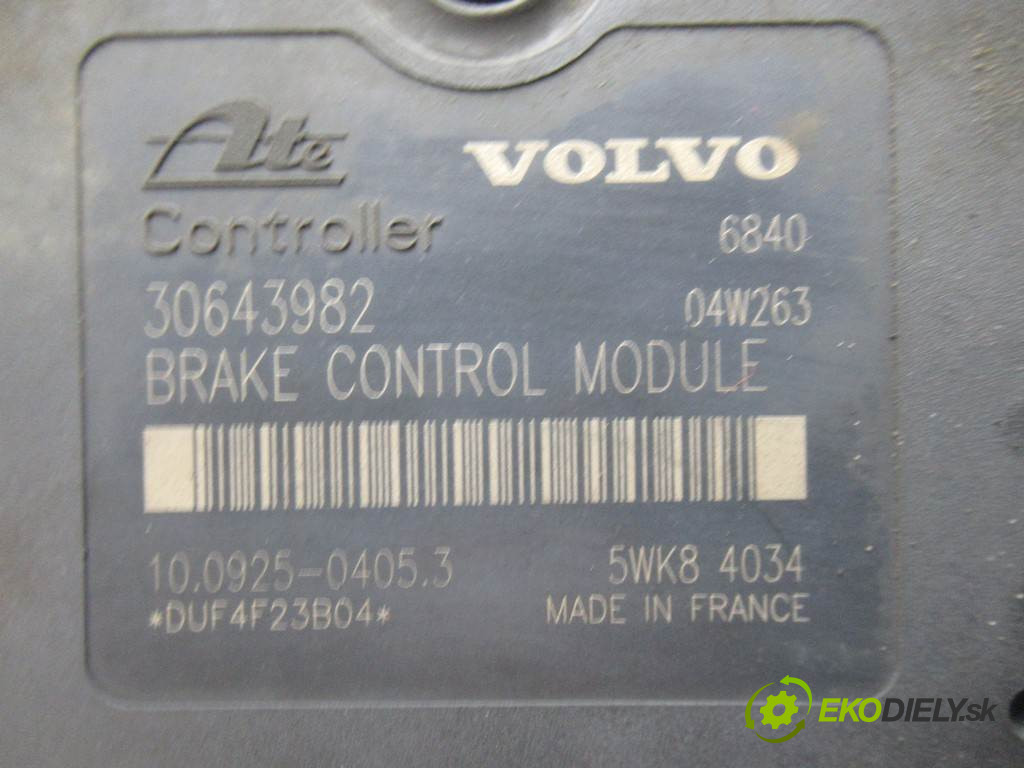 Ate VOLVO
Controller 6840
30643982 04W263
BRAKE CONTROL MODULE
10.0925-0405.3 5WK8 4034
*DUF4F23B04* MADE IN FRANCE
EKODIELY.sk